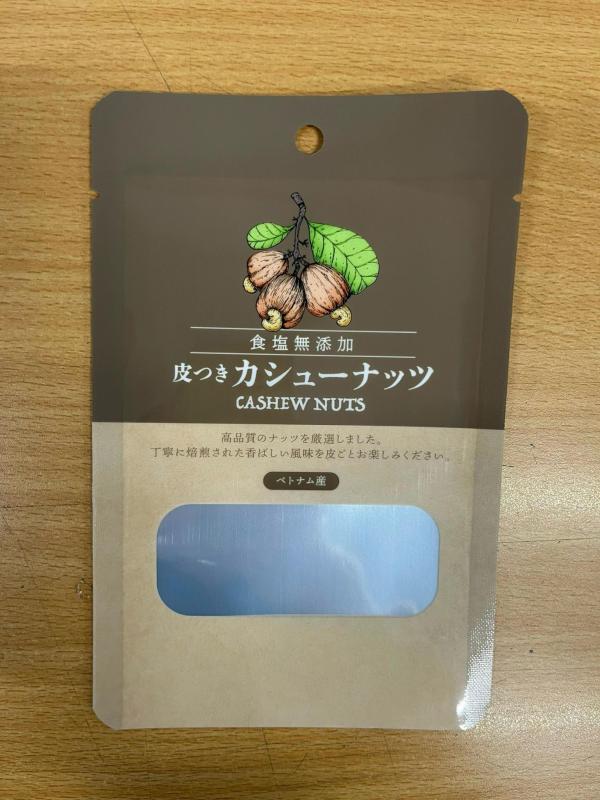 食塩無添加
皮つきカシューナッツ
CASHEW NUTS
高品質のナッツを厳選しました。
丁寧に焙煎された香ばしい風味を皮ごとお楽しみください。
ベトナム産